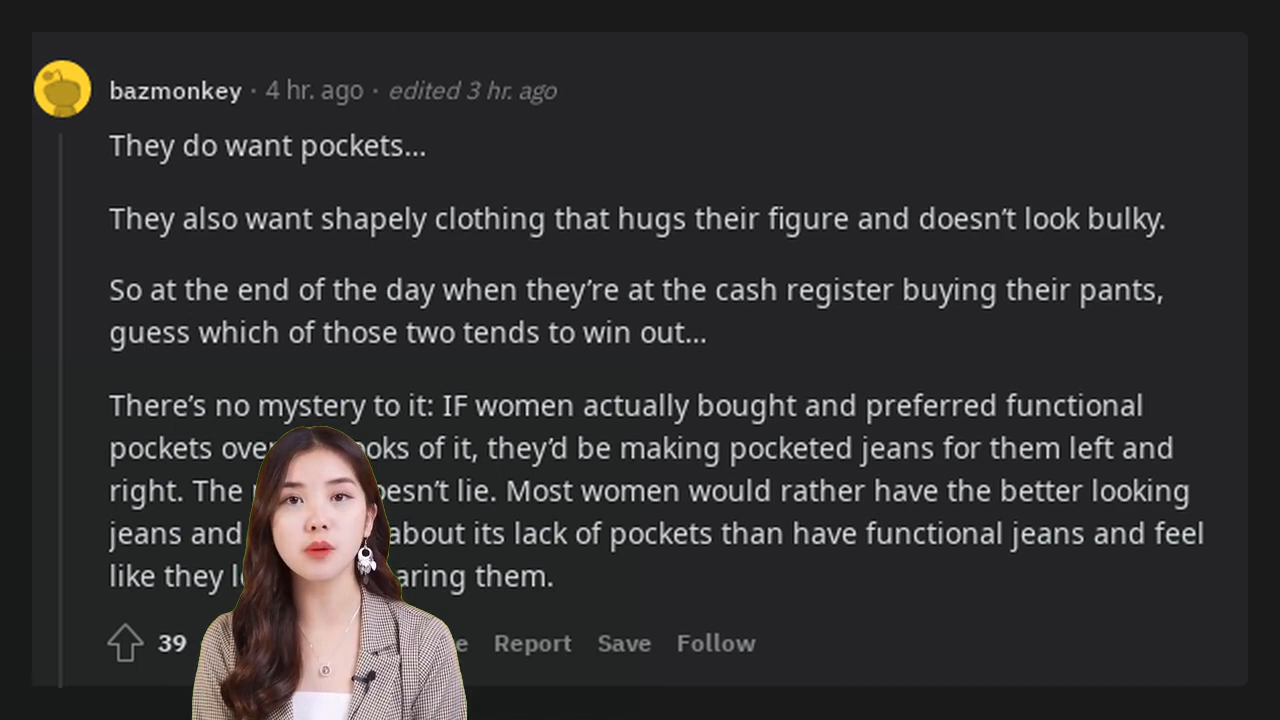 bazmonkey · 4 hr. ago · edited 3 hr. ago
They do want pockets...
They also want shapely clothing that hugs their figure and doesn't look bulky.
So at the end of the day when they're at the cash register buying their pants,
guess which of those two tends to win out...
There's no mystery to it: IF women actually bought and preferred functional
pockets of it, they'd be making pocketed jeans for them left and
right. The doesn't lie. Most women would rather have the better looking
jeans and about its lack of pockets than have functional jeans and feel
like they them.
39 Report Save Follow